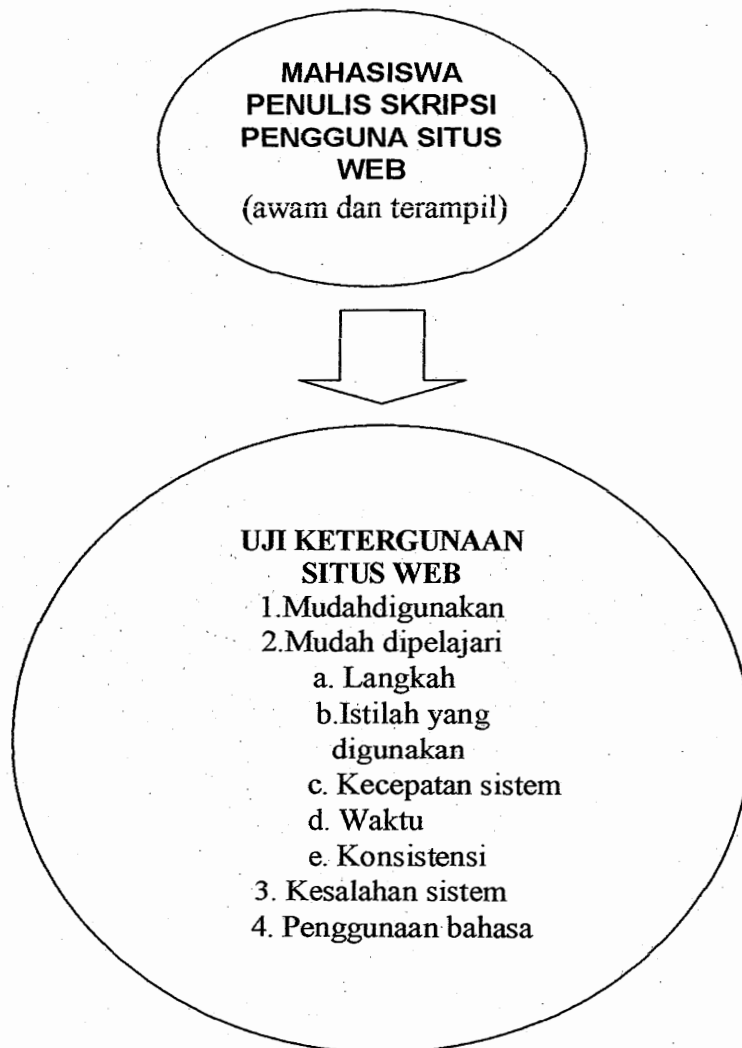 MAHASISWA
PENULIS SKRIPSI
PENGGUNA SITUS
WEB
(awam dan terampil)
UJI KETERGUNAAN
SITUS WEB
1.Mudahdigunakan
2.Mudah dipelajari
a. Langkah
b.Istilah yang
digunakan
c. Kecepatan sistem
d. Waktu
e. Konsistensi
3. Kesalahan sistem
4. Penggunaan bahasa